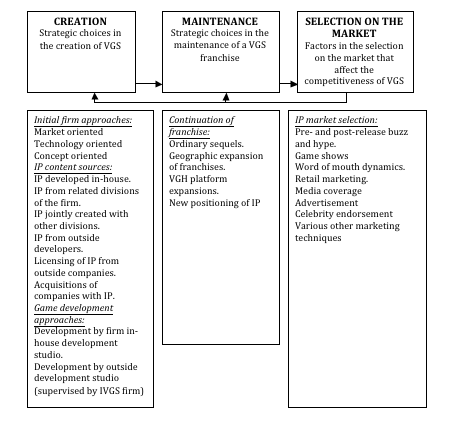 CREATION
Strategic choices in
the creation of VGS
MAINTENANCE
Strategic choices in the
maintenance of a VGS
franchise
SELECTION ON THE
MARKET
Factors in the selection
on the market that
affect the
competitiveness of VGS
Initial firm approaches:
Market oriented
Technology oriented
Concept oriented
IP content sources:
IP developed in-house.
IP from related divisions
of the firm.
IP jointly created with
other divisions.
IP from outside
developers.
Licensing of IP from
outside companies.
Acquisitions of
companies with IP.
Game development
approaches:
Development by firm in-
house development
studio.
Development by outside
development studio
(supervised by IVGS firm)
Continuation of
franchise:
Ordinary sequels.
Geographic expansion
of franchises.
VGH platform
expansions.
New positioning of IP
IP market selection:
Pre- and post-release buzz
and hype.
Game shows
Word of mouth dynamics.
Retail marketing.
Media coverage
Advertisement
Celebrity endorsement
Various other marketing
techniques